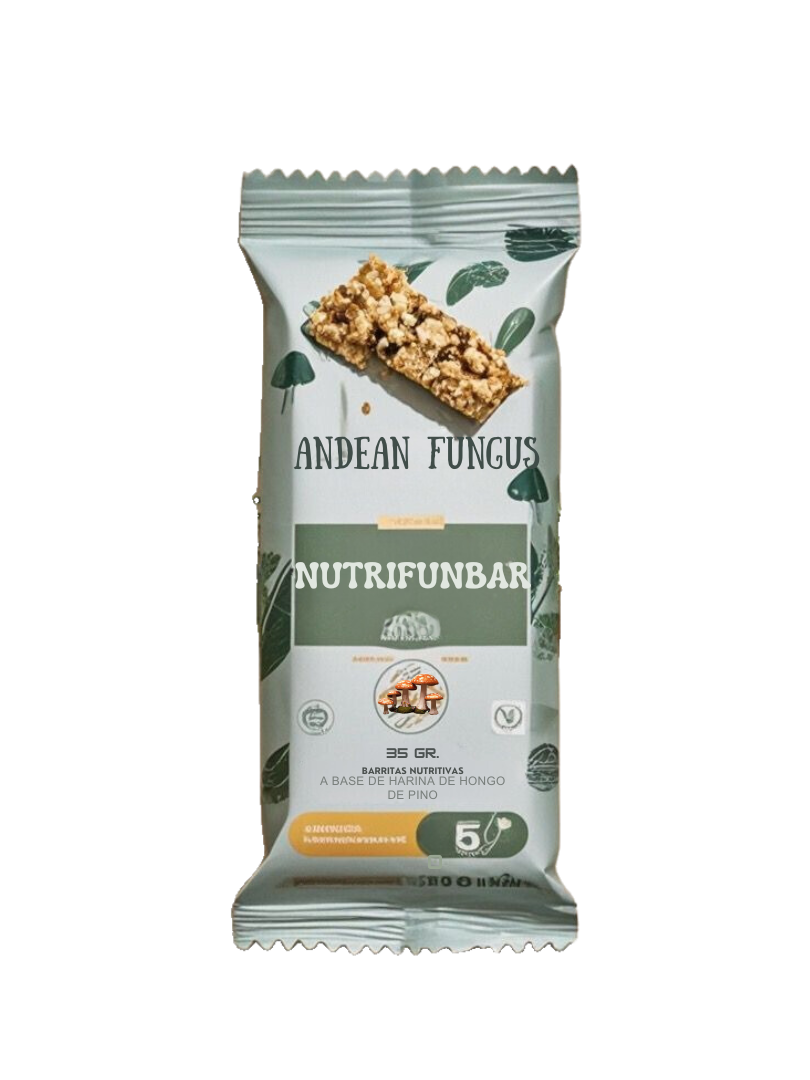 ANDEAN FUNGUS
NUTRIFUNBAR
35 GR.
BARRITAS NUTRITIVAS
A BASE DE HARINA DE HONGO
DE PINO
5